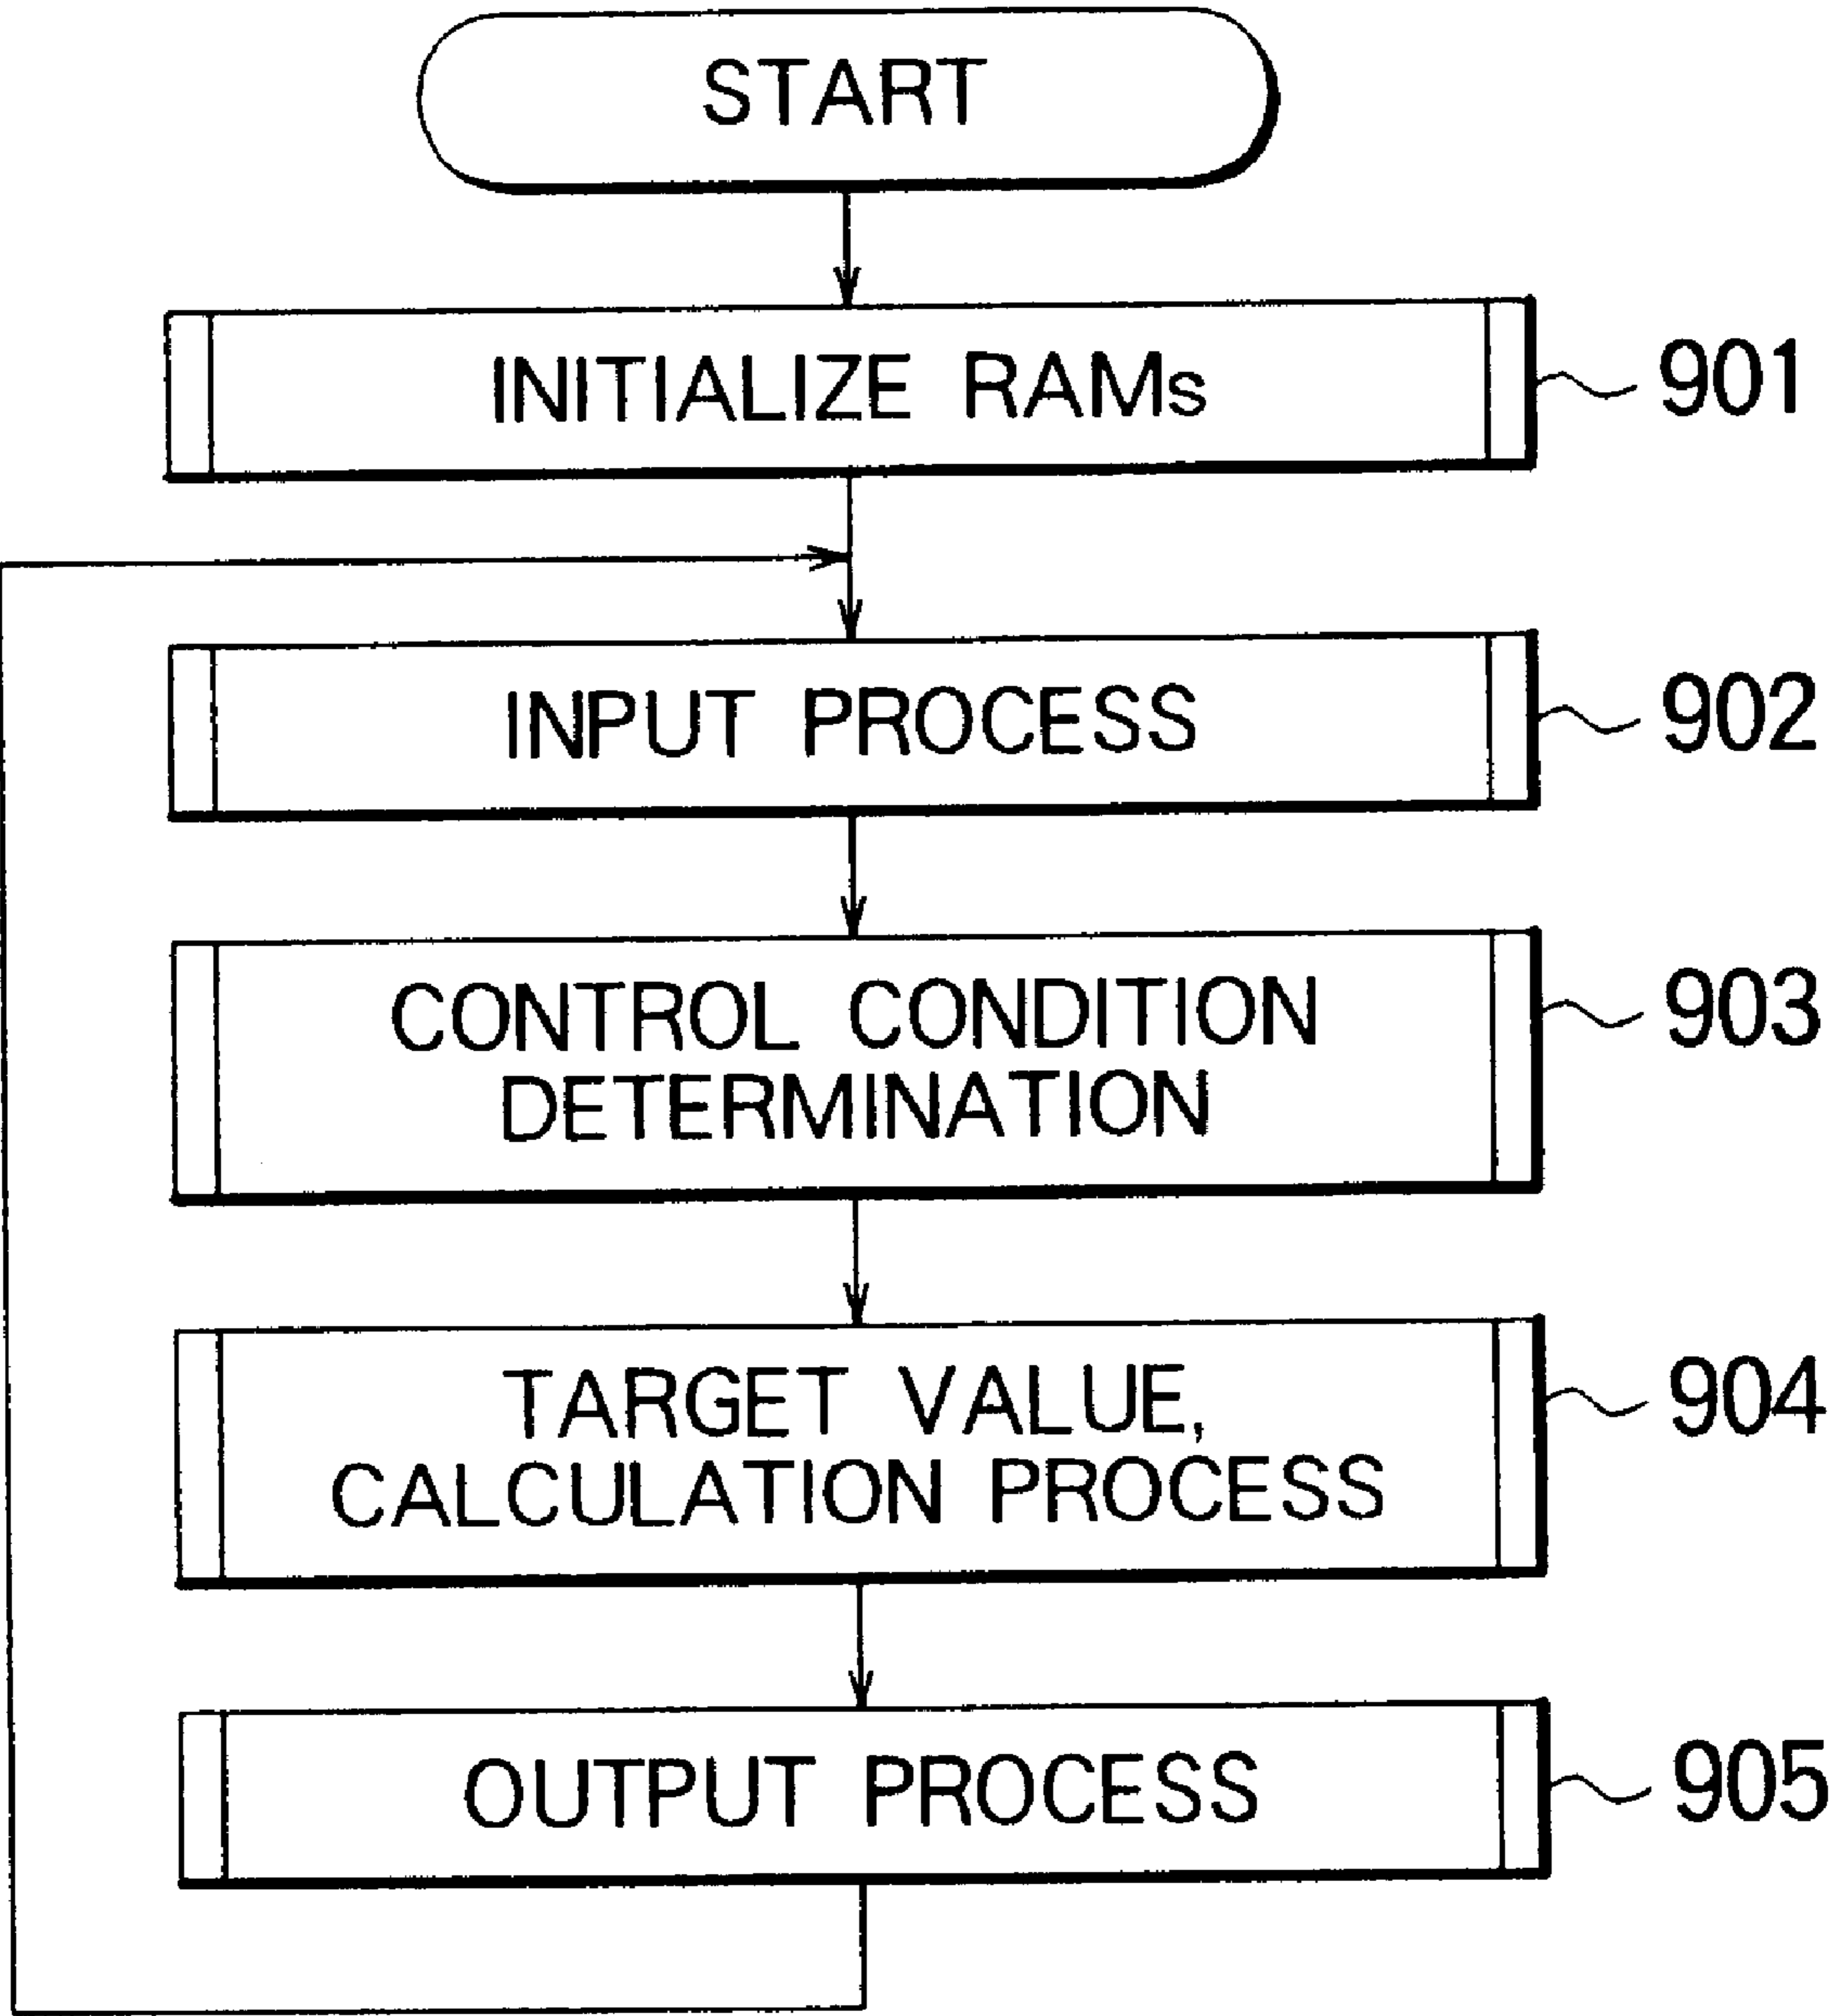 START
INITIALIZE RAMs
901
INPUT PROCESS
902
CONTROL CONDITION
DETERMINATION
903
TARGET VALUE,
CALCULATION PROCESS
904
OUTPUT PROCESS
905